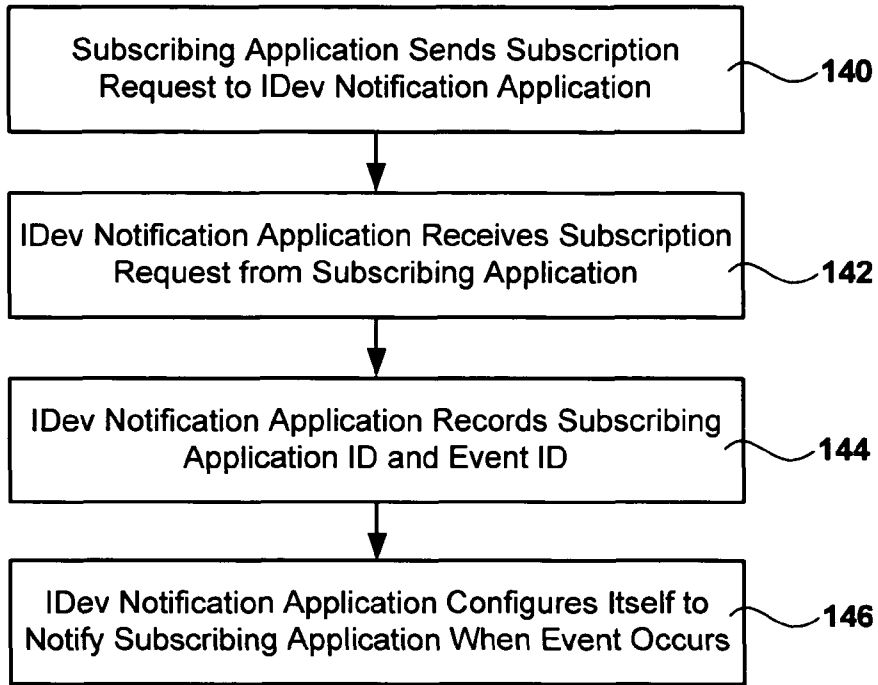 Subscribing Application Sends Subscription
Request to IDev Notification Application
140
IDev Notification Application Receives Subscription
Request from Subscribing Application
142
IDev Notification Application Records Subscribing
Application ID and Event ID
144
IDev Notification Application Configures Itself to
Notify Subscribing Application When Event Occurs
146